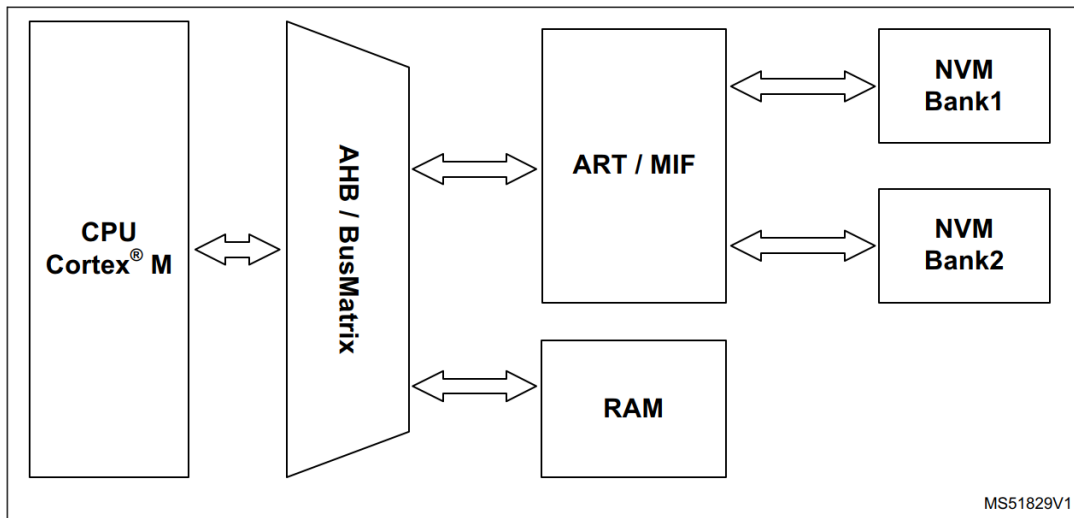 CPU
Cortex® M
AHB / BusMatrix
ART / MIF
RAM
NVM
Bank1
NVM
Bank2
MS51829V1